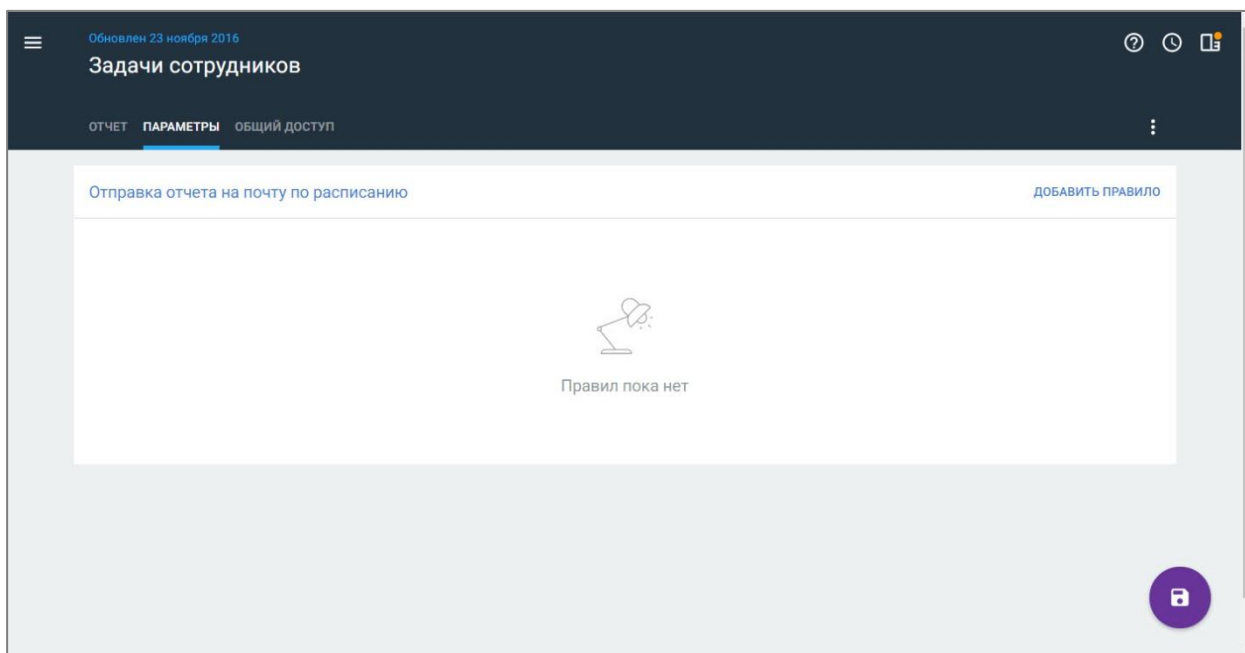 Обновлен 23 ноября 2016
Задачи сотрудников
ОТЧЕТ ПАРАМЕТРЫ ОБЩИЙ ДОСТУП
Отправка отчета на почту по расписанию ДОБАВИТЬ ПРАВИЛО
Правил пока нет